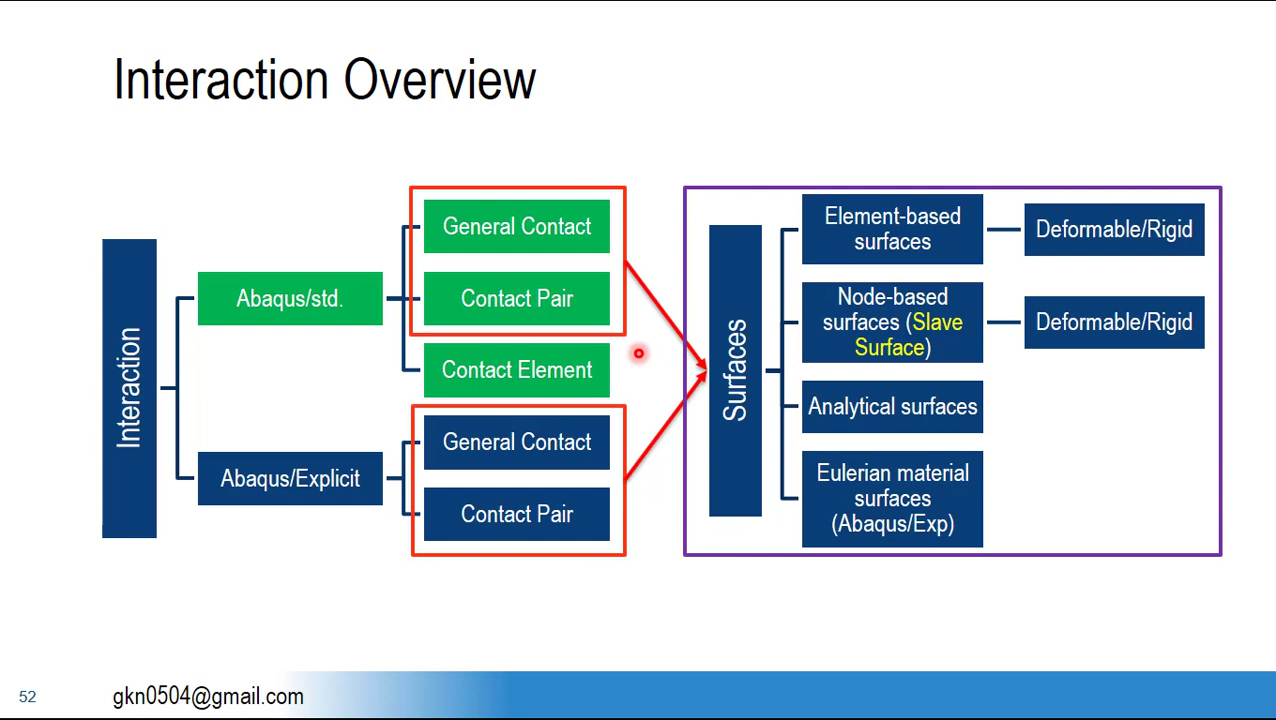 Interaction Overview
Interaction
Abaqus/std.
General Contact
Contact Pair
Contact Element
Abaqus/Explicit
General Contact
Contact Pair
Surfaces
Element-based
surfaces
Deformable/Rigid
Node-based
surfaces (Slave
Surface)
Deformable/Rigid
Analytical surfaces
Eulerian material
surfaces
(Abaqus/Exp)
52
gkn0504@gmail.com